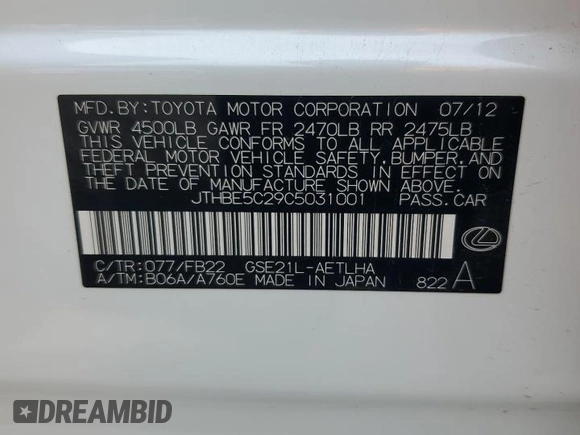 MFD.BY:TOYOTA MOTOR CORPORATION 07/12
GVWR 4500LB GAWR FR 2470LB RR 2475LB
THIS VEHICLE CONFORMS TO ALL APPLICABLE
FEDERAL MOTOR VEHICLE SAFETY,BUMPER,AND
THEFT PREVENTION STANDARDS IN EFFECT ON
THE DATE OF MANUFACTURE SHOWN ABOVE.
JTHBE5C29C5031001 PASS.CAR
C/TR:077/FB22 GSE21L-AETLHA
A/TM:B06A/A760E MADE IN JAPAN 822 A
DREAMBID